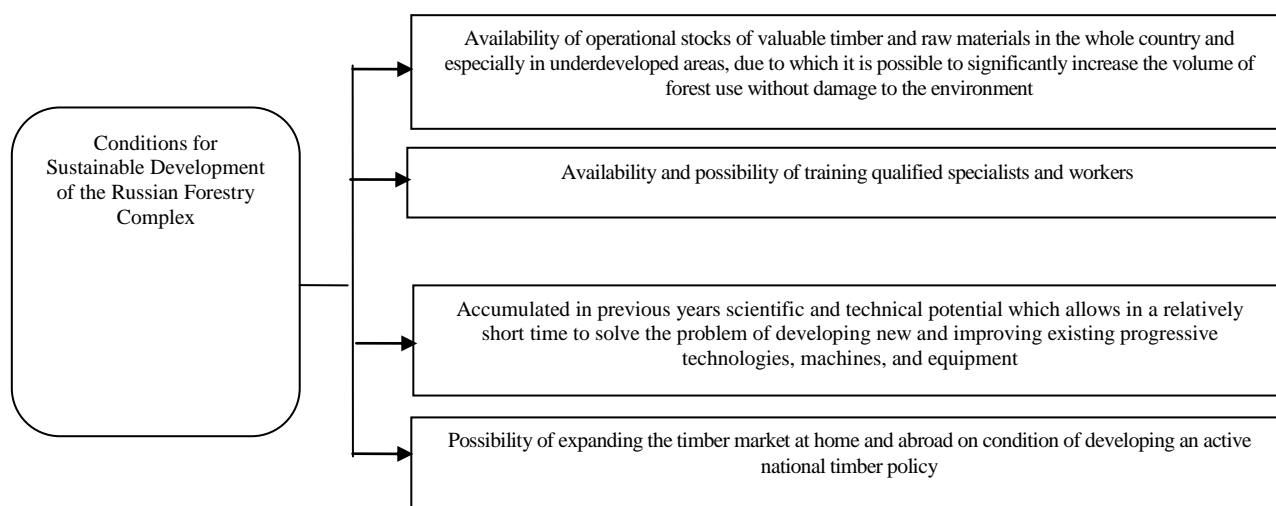 Conditions for
Sustainable Development
of the Russian Forestry
Complex
Availability of operational stocks of valuable timber and raw materials in the whole country and
especially in underdeveloped areas, due to which it is possible to significantly increase the volume of
forest use without damage to the environment
Availability and possibility of training qualified specialists and workers
Accumulated in previous years scientific and technical potential which allows in a relatively
short time to solve the problem of developing new and improving existing progressive
technologies, machines, and equipment
Possibility of expanding the timber market at home and abroad on condition of developing an active
national timber policy